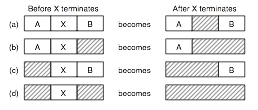 Before X terminates After X terminates
(a) A X B becomes A B
(b) A X becomes A
(c) X B becomes B
(d) X becomes